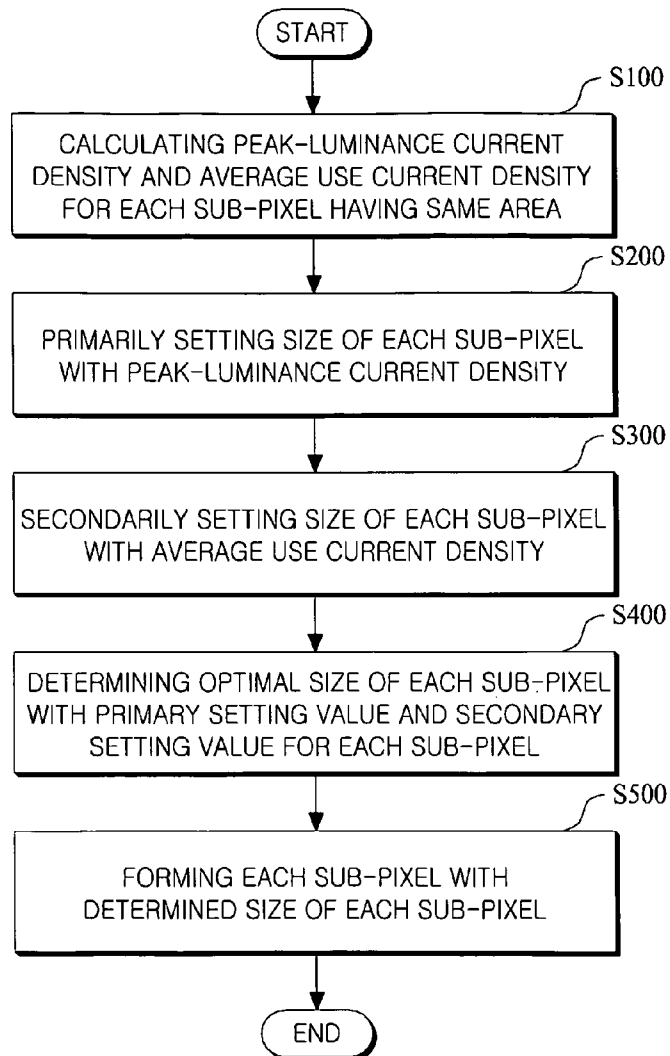 START
S100
CALCULATING PEAK-LUMINANCE CURRENT
DENSITY AND AVERAGE USE CURRENT DENSITY
FOR EACH SUB-PIXEL HAVING SAME AREA
S200
PRIMARILY SETTING SIZE OF EACH SUB-PIXEL
WITH PEAK-LUMINANCE CURRENT DENSITY
S300
SECONDARILY SETTING SIZE OF EACH SUB-PIXEL
WITH AVERAGE USE CURRENT DENSITY
S400
DETERMINING OPTIMAL SIZE OF EACH SUB-PIXEL
WITH PRIMARY SETTING VALUE AND SECONDARY
SETTING VALUE FOR EACH SUB-PIXEL
S500
FORMING EACH SUB-PIXEL WITH
DETERMINED SIZE OF EACH SUB-PIXEL
END